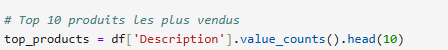 # Top 10 produits les plus vendus
top_products = df['Description'].value_counts().head(10)